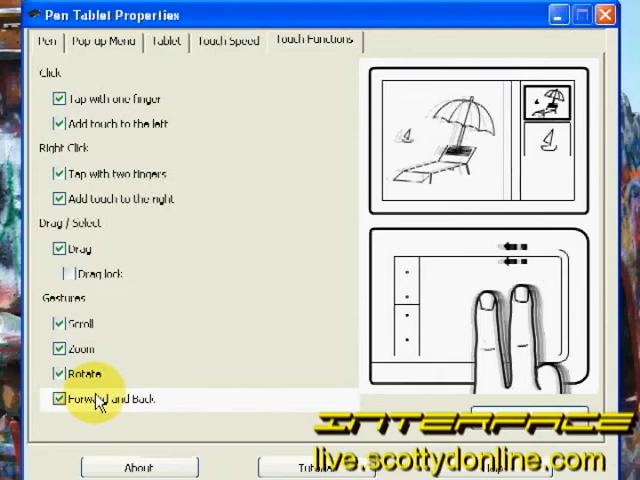 Pen Tablet Properties
Pen Pop-up Menu Tablet Touch Speed Touch Functions
Click
Tap with one finger
Add touch to the left
Right Click
Tap with two fingers
Add touch to the right
Drag / Select
Drag
Drag lock
Gestures
Scroll
Zoom
Rotate
Forward and Back
INTERFACE
live.scottydonline.com
About